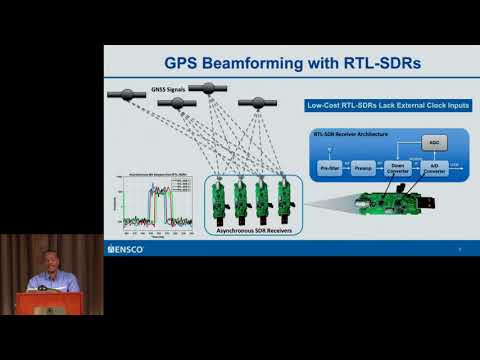 GPS Beamforming with RTL-SDRs
GNSS Signals
Low-Cost RTL-SDRs Lack External Clock Inputs
RTL-SDR Receiver Architecture
AGC
Pre-filter
Preamp
Down
Converter
A/D
Converter
Asynchronous SDR Receivers
ENSCO